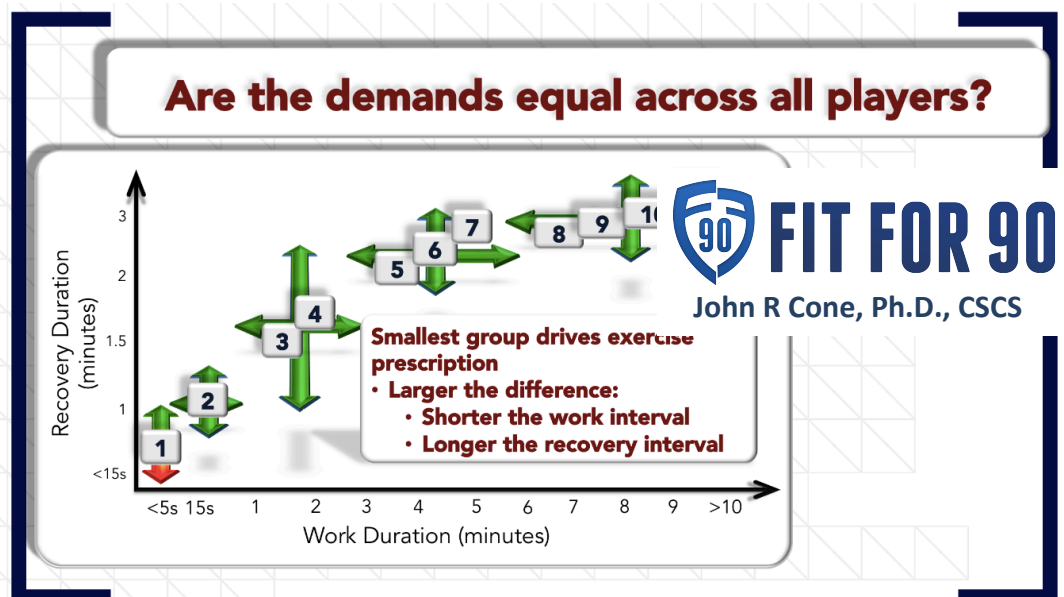 Are the demands equal across all players?
3
2
1.5
1
<15s
Recovery Duration
(minutes)
1
2
3
4
5
6
7
8
9
10
90
FIT FOR 90
John R Cone, Ph.D., CSCS
Smallest group drives exercise
prescription
• Larger the difference:
• Shorter the work interval
• Longer the recovery interval
<5s 15s 1 2 3 4 5 6 7 8 9 >10
Work Duration (minutes)